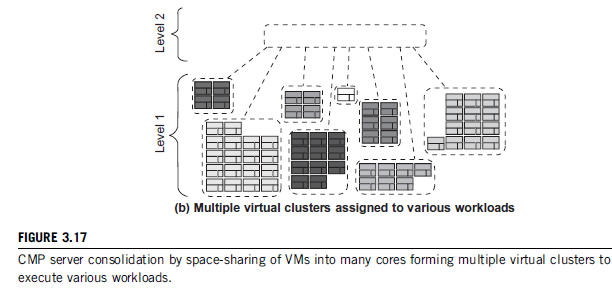 Level 2
Level 1
(b) Multiple virtual clusters assigned to various workloads
FIGURE 3.17
CMP server consolidation by space-sharing of VMs into many cores forming multiple virtual clusters to
execute various workloads.